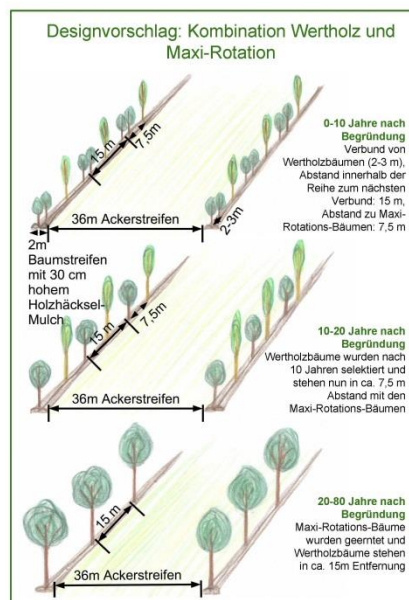 Designvorschlag: Kombination Wertholz und
Maxi-Rotation
15 m
7,5m
36m Ackerstreifen
2-3m
2m
Baumstreifen
mit 30 cm
hohem
Holzhäcksel-
Mulch
0-10 Jahre nach
Begründung
Verbund von
Wertholzbäumen (2-3 m),
Abstand innerhalb der
Reihe zum nächsten
Verbund: 15 m,
Abstand zu Maxi-
Rotations-Bäumen: 7,5 m
15 m
7,5m
36m Ackerstreifen
10-20 Jahre nach
Begründung
Wertholzbäume wurden nach
10 Jahren selektiert und
stehen nun in ca. 7,5 m
Abstand mit den
Maxi-Rotations-Bäumen
15 m
36m Ackerstreifen
20-80 Jahre nach
Begründung
Maxi-Rotations-Bäume
wurden geerntet und
Wertholzbäume stehen
in ca. 15m Entfernung